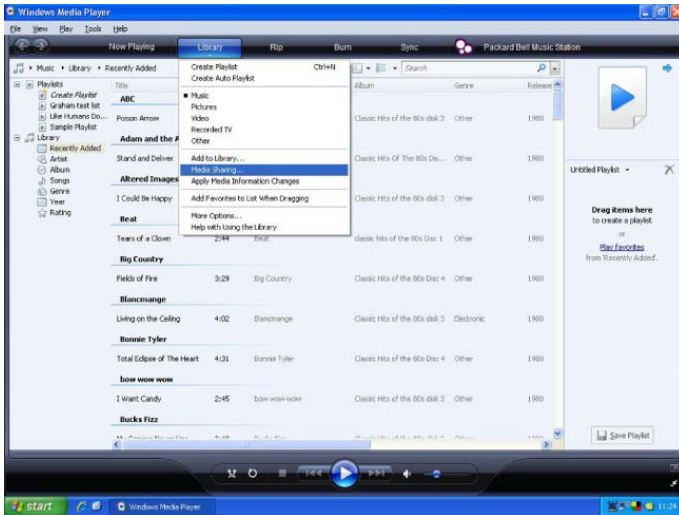 Windows Media Player
File View Play Tools Help
Now Playing Library Rip Burn Sync Packard Bell Music Station
Music Library Recently Added
Search
Create Playlist Ctrl+N
Create Auto Playlist
Music
Pictures
Video
Recorded TV
Other
Add to Library...
Media Sharing...
Apply Media Information Changes
Add Favorites to List When Dragging
More Options...
Help with Using the Library
Playlists
Create Playlist
Graham test list
Like Humans Do...
Sample Playlist
Library
Recently Added
Artist
Album
Songs
Genre
Year
Rating
Title Album Genre Release
ABC
Poison Arrow Classic Hits of the 80s disk 3 Other 1980
Adam and the A
Stand and Deliver Classic Hits Of The 80s Dis... Other 1980
Altered Images
I Could Be Happy Classic Hits of the 80s disk 3 Other 1980
Beat
Tears of a Clown 2:44 Beat classic hits of the 80s Disc 1 Other 1980
Big Country
Fields of Fire 3:29 Big Country Classic Hits of the 80s Disc 4 Other 1980
Blancmange
Living on the Ceiling 4:02 Blancmange Classic Hits of the 80s disk 3 Electronic 1980
Bonnie Tyler
Total Eclipse of The Heart 4:31 Bonnie Tyler Classic Hits of the 80s Disc 4 Other 1980
bow wow wow
I Want Candy 2:45 bow wow wow Classic Hits of the 80s disk 3 Other 1980
Bucks Fizz
Untitled Playlist
Drag items here
to create a playlist
or
Play favorites
from 'Recently Added'.
Save Playlist
start Windows Media Player 11:24